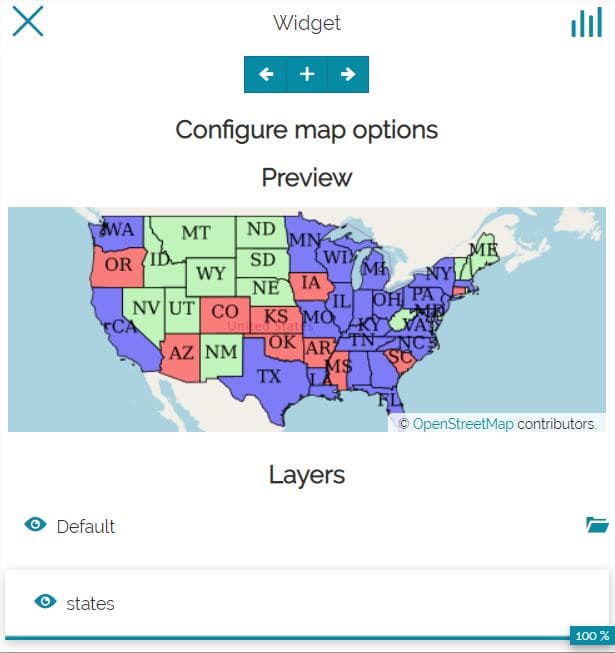 Widget
Configure map options
Preview
WA MT ND MN ME
OR ID SD WI MI NY
WY NE IA IL OH PA
NV UT CO KS MO KY VA MD
CA United States
AZ NM OK AR TN NC
TX LA MS SC
FL
© OpenStreetMap contributors.
Layers
Default
states
100 %